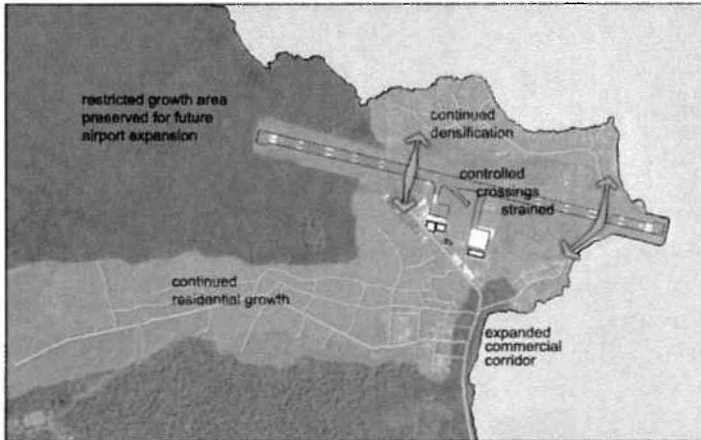 restricted growth area
preserved for future
airport expansion
continued
densification
controlled
crossings
strained
continued
residential growth
expanded
commercial
corridor